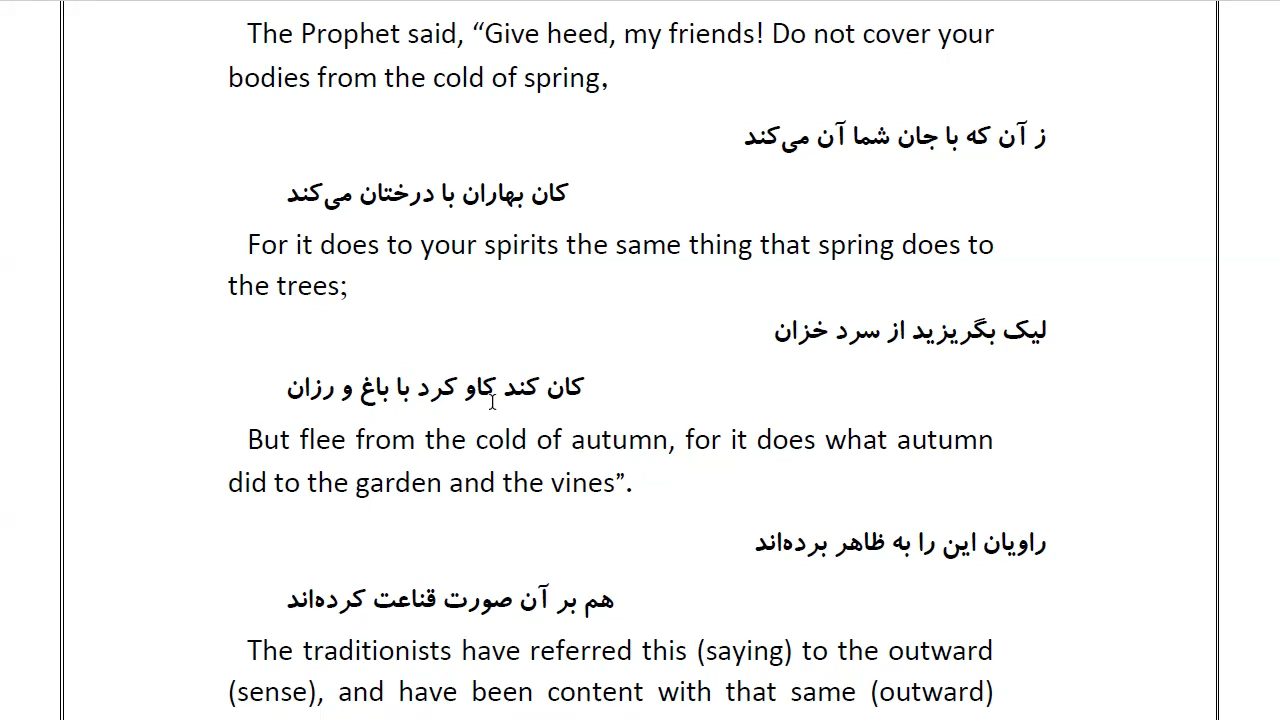 The Prophet said, “Give heed, my friends! Do not cover your
bodies from the cold of spring,
ز آن که با جان شما آن می‌کند
کان بهاران با درختان می‌کند
For it does to your spirits the same thing that spring does to
the trees;
لیک بگریزید از سرد خزان
کان کند کاو کرد با باغ و رزان
But flee from the cold of autumn, for it does what autumn
did to the garden and the vines”.
راویان این را به ظاهر برده‌اند
هم بر آن صورت قناعت کرده‌اند
The traditionists have referred this (saying) to the outward
(sense), and have been content with that same (outward)